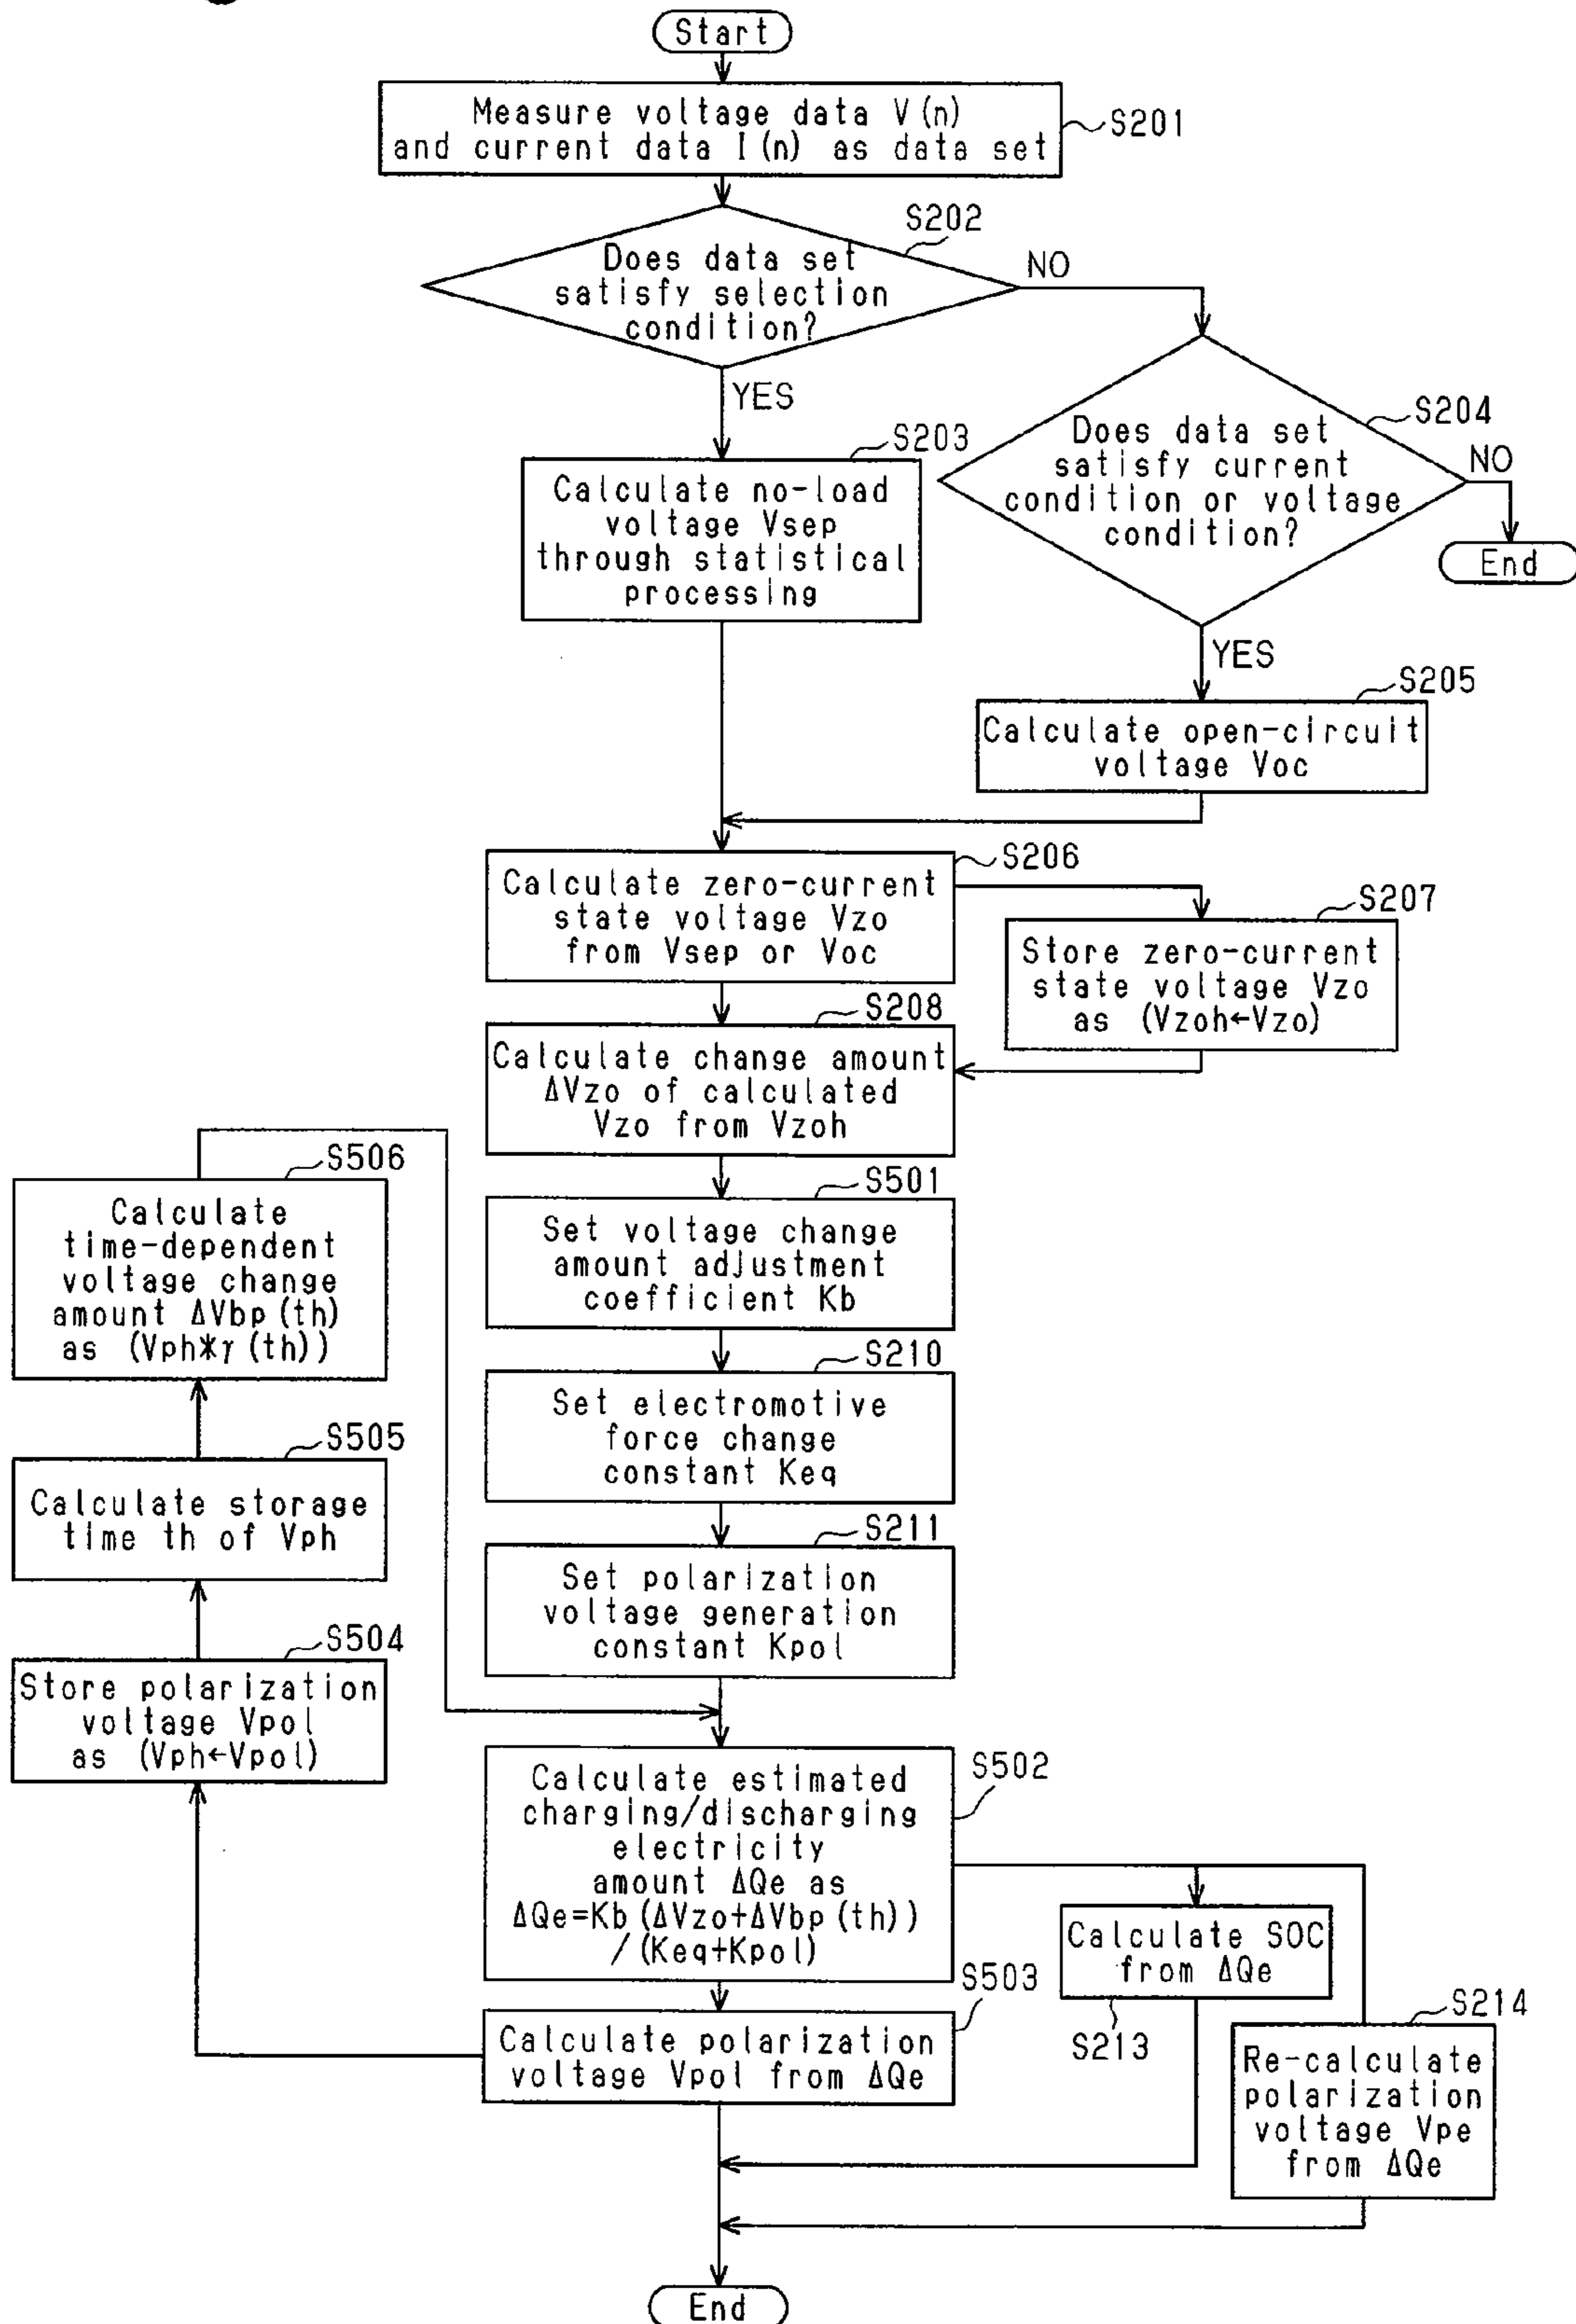 Start
Measure voltage data V(n)
and current data I(n) as data set
S201
S202
Does data set
satisfy selection
condition?
NO
YES
S203
Calculate no-load
voltage Vsep
through statistical
processing
S204
Does data set
satisfy current
condition or voltage
condition?
NO
End
YES
S205
Calculate open-circuit
voltage Voc
S206
Calculate zero-current
state voltage Vzo
from Vsep or Voc
S207
Store zero-current
state voltage Vzo
as (Vzoh←Vzo)
S208
Calculate change amount
ΔVzo of calculated
Vzo from Vzoh
S501
Set voltage change
amount adjustment
coefficient Kb
S210
Set electromotive
force change
constant Keq
S211
Set polarization
voltage generation
constant Kpol
S506
Calculate
time-dependent
voltage change
amount ΔVbp(th)
as (Vph*γ(th))
S505
Calculate storage
time th of Vph
S504
Store polarization
voltage Vpol
as (Vph←Vpol)
S502
Calculate estimated
charging/discharging
electricity
amount ΔQe as
ΔQe=Kb(ΔVzo+ΔVbp(th))
/(Keq+Kpol)
S503
Calculate polarization
voltage Vpol from ΔQe
Calculate SOC
from ΔQe
S213
S214
Re-calculate
polarization
voltage Vpe
from ΔQe
End